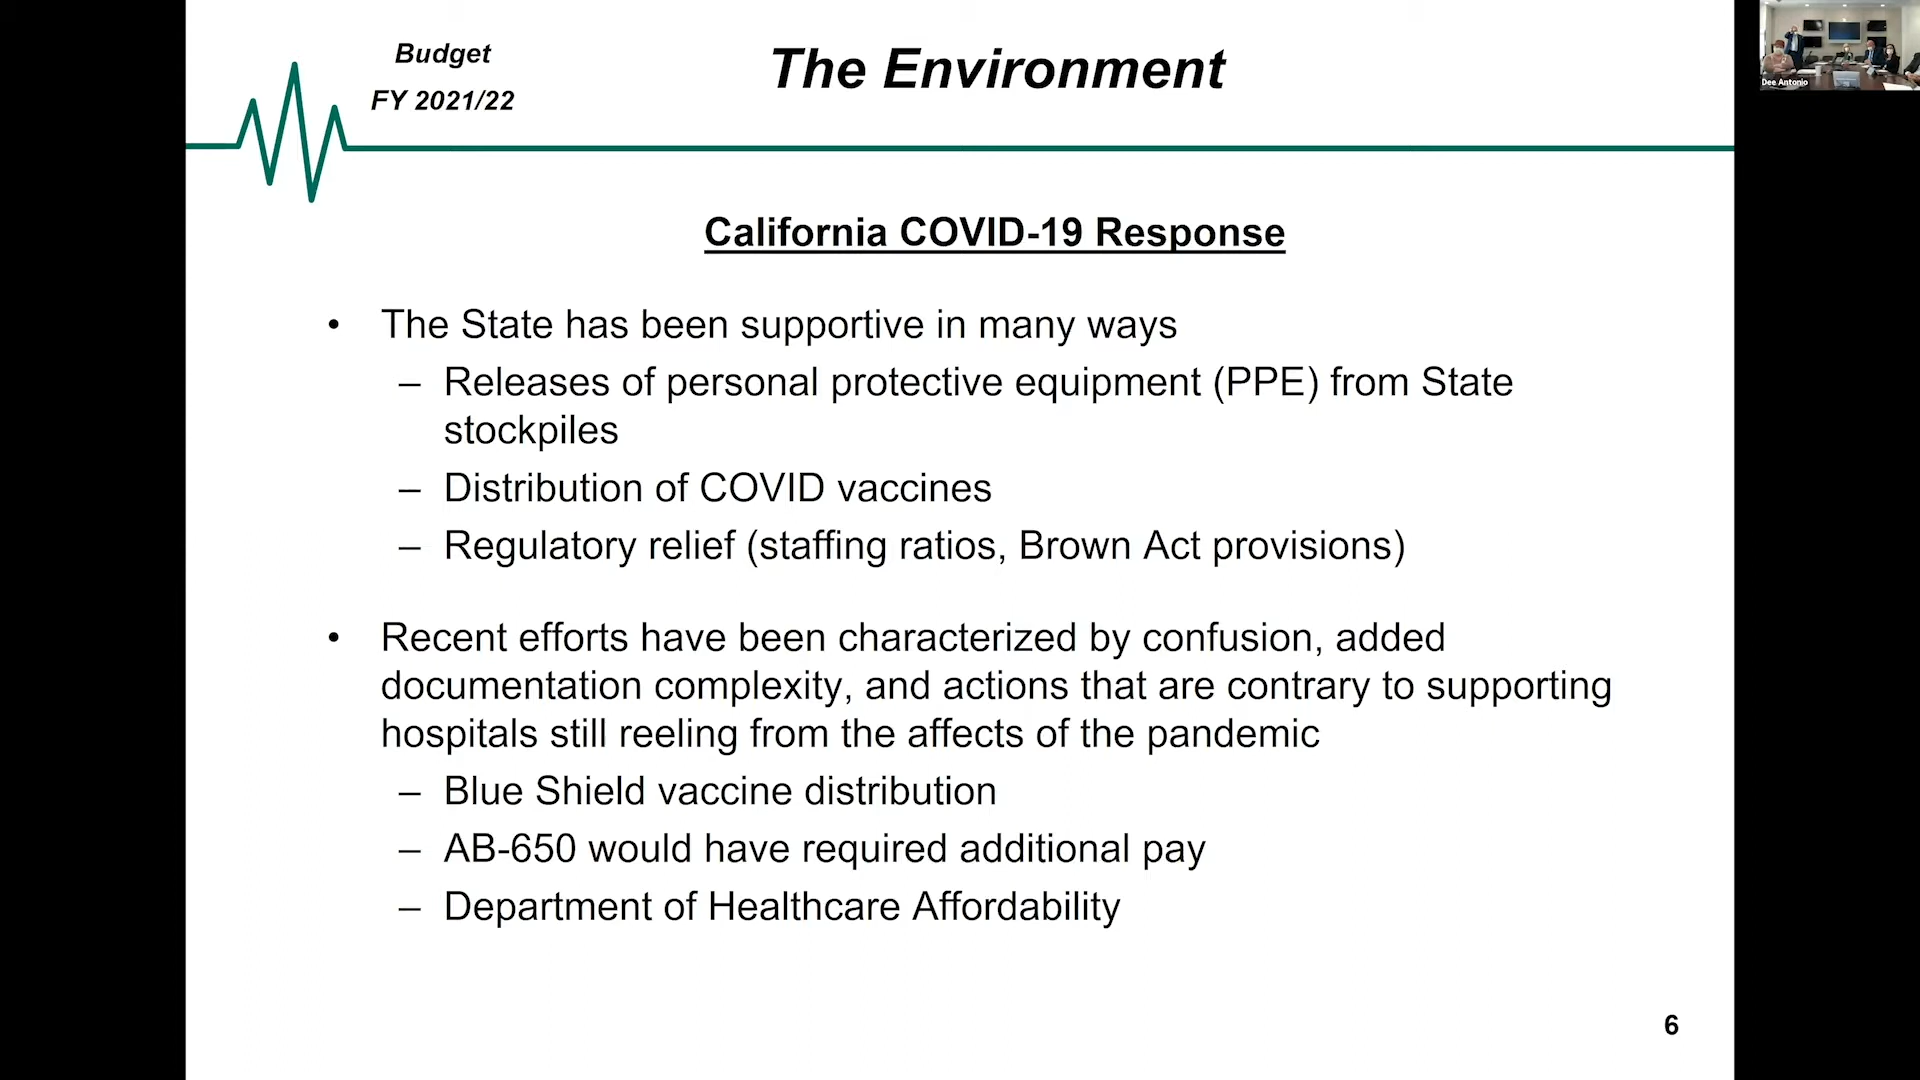 Budget
FY 2021/22
The Environment
Dee Antonio
California COVID-19 Response
• The State has been supportive in many ways
– Releases of personal protective equipment (PPE) from State
stockpiles
– Distribution of COVID vaccines
– Regulatory relief (staffing ratios, Brown Act provisions)
• Recent efforts have been characterized by confusion, added
documentation complexity, and actions that are contrary to supporting
hospitals still reeling from the affects of the pandemic
– Blue Shield vaccine distribution
– AB-650 would have required additional pay
– Department of Healthcare Affordability
6